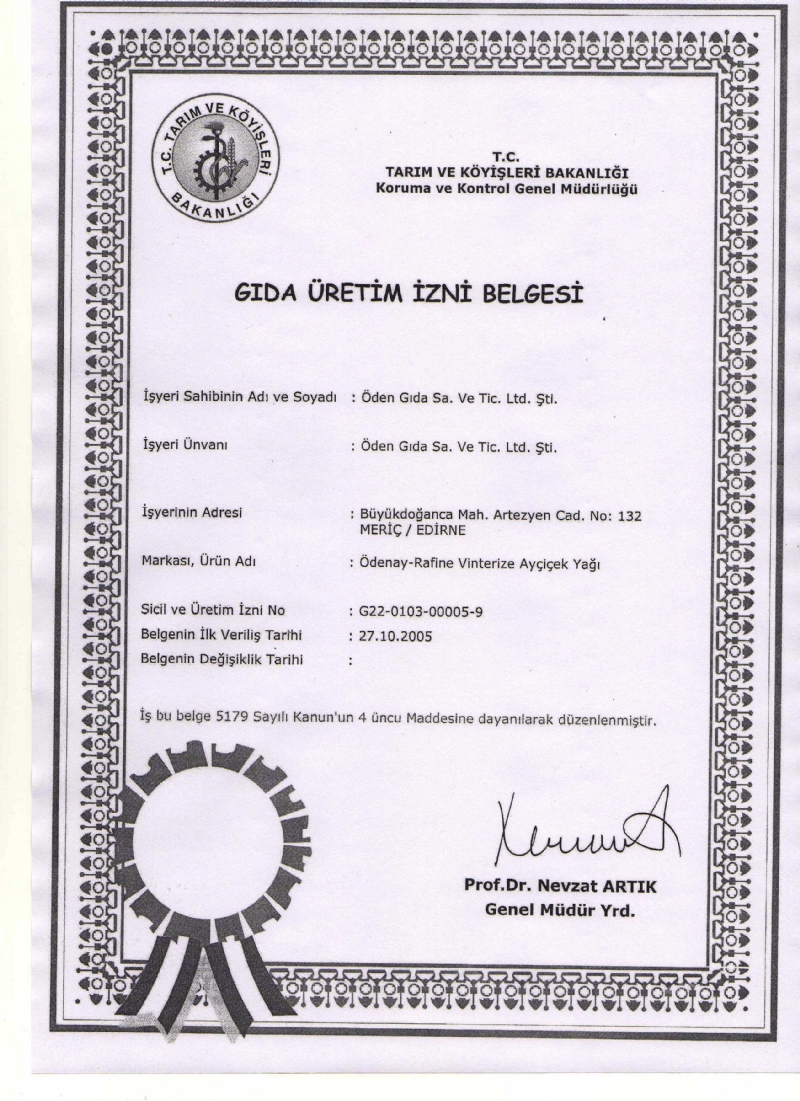 T.C. TARIM VE KÖYİŞLERİ
BAKANLIĞI
T.C.
TARIM VE KÖYİŞLERİ BAKANLIĞI
Koruma ve Kontrol Genel Müdürlüğü
GIDA ÜRETİM İZNİ BELGESİ
İşyeri Sahibinin Adı ve Soyadı : Öden Gıda Sa. Ve Tic. Ltd. Şti.
İşyeri Ünvanı : Öden Gıda Sa. Ve Tic. Ltd. Şti.
İşyerinin Adresi : Büyükdoğanca Mah. Artezyen Cad. No: 132
MERİÇ / EDİRNE
Markası, Ürün Adı : Ödenay-Rafine Vinterize Ayçiçek Yağı
Sicil ve Üretim İzni No : G22-0103-00005-9
Belgenin İlk Veriliş Tarihi : 27.10.2005
Belgenin Değişiklik Tarihi :
İş bu belge 5179 Sayılı Kanun'un 4 üncu Maddesine dayanılarak düzenlenmiştir.
Prof.Dr. Nevzat ARTIK
Genel Müdür Yrd.